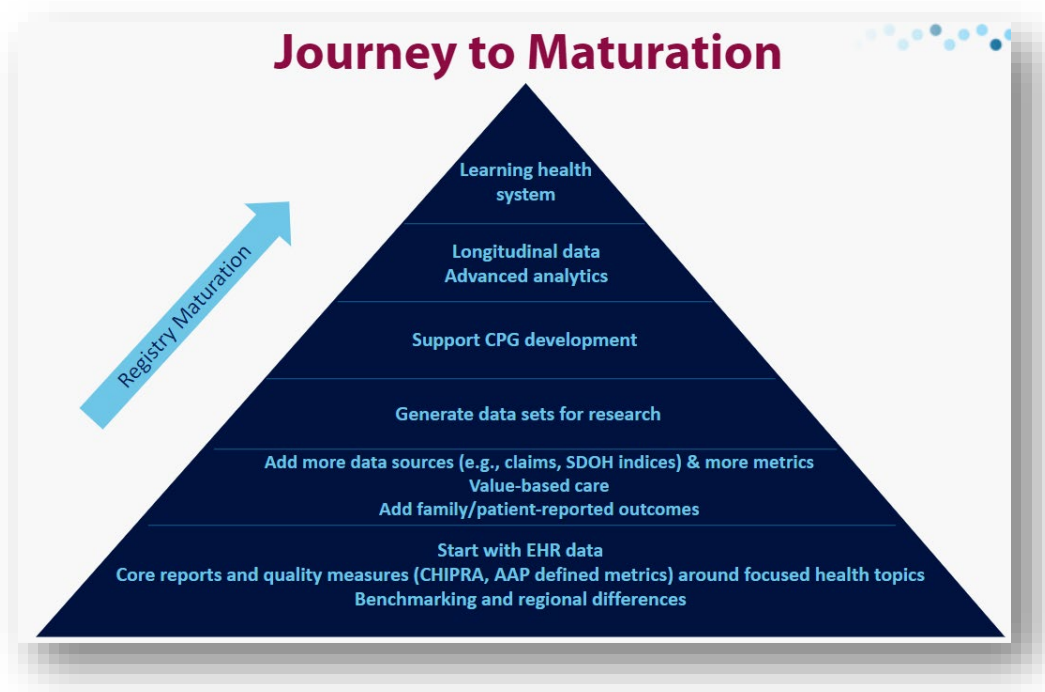 Journey to Maturation
Learning health
system
Longitudinal data
Advanced analytics
Support CPG development
Generate data sets for research
Add more data sources (e.g., claims, SDOH indices) & more metrics
Value-based care
Add family/patient-reported outcomes
Start with EHR data
Core reports and quality measures (CHIPRA, AAP defined metrics) around focused health topics
Benchmarking and regional differences
Registry Maturation